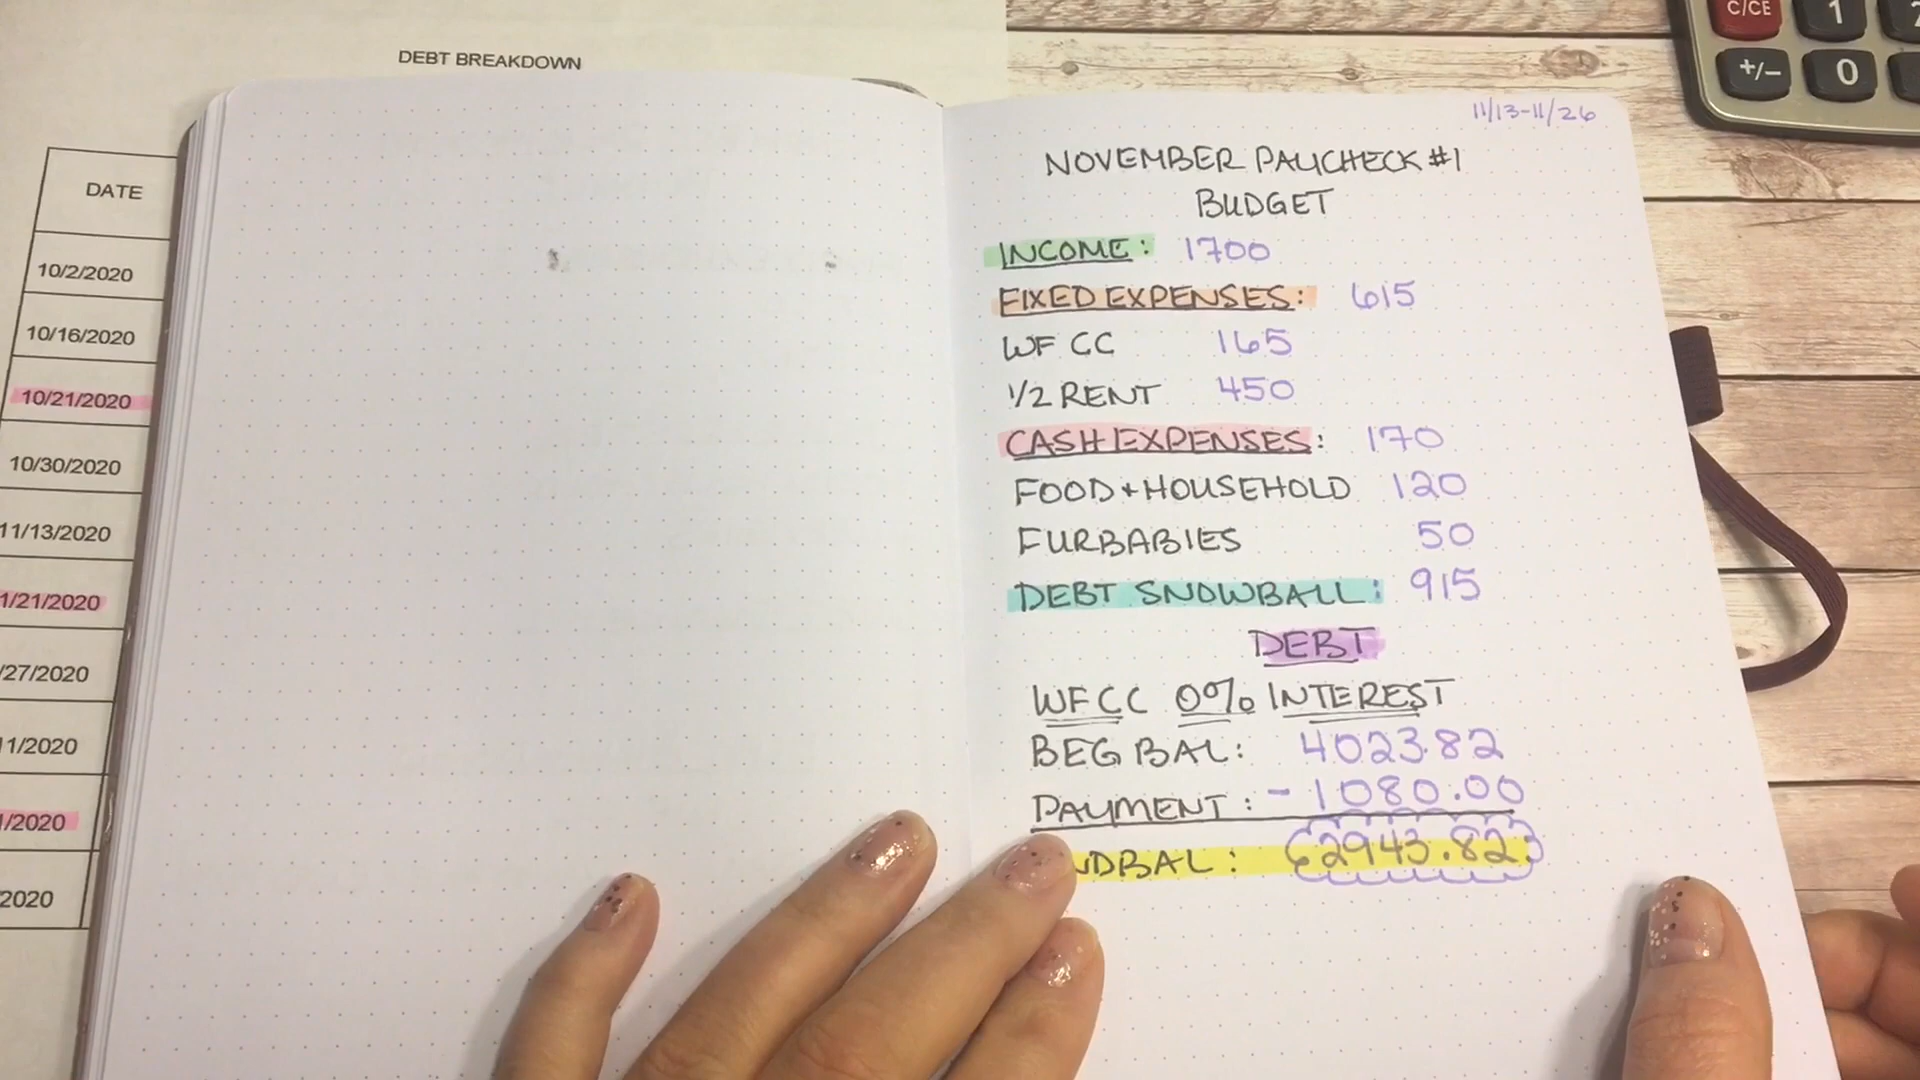 DEBT BREAKDOWN
DATE
10/2/2020
10/16/2020
10/21/2020
10/30/2020
11/13/2020
1/21/2020
/27/2020
1/2020
/2020
2020
C/CE 1
+/- 0
11/13-11/26
NOVEMBER PAYCHECK #1
BUDGET
INCOME: 1700
FIXED EXPENSES: 615
WF CC 165
1/2 RENT 450
CASH EXPENSES: 170
FOOD + HOUSEHOLD 120
FURBABIES 50
DEBT SNOWBALL: 915
DEBT
WFCC 0% INTEREST
BEG BAL: 4023.82
PAYMENT: - 1080.00
NDBAL: 2943.82